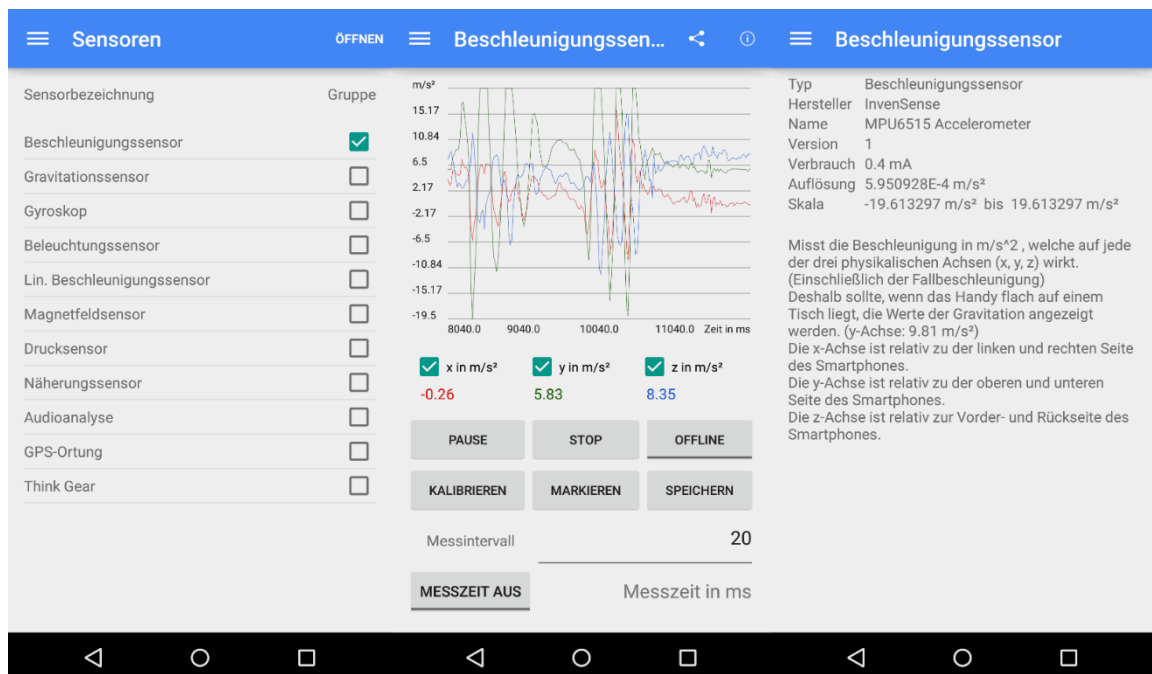 Sensoren
ÖFFNEN
Sensorbezeichnung Gruppe
Beschleunigungssensor
Gravitationssensor
Gyroskop
Beleuchtungssensor
Lin. Beschleunigungssensor
Magnetfeldsensor
Drucksensor
Näherungssensor
Audioanalyse
GPS-Ortung
Think Gear
Beschleunigungssen...
m/s²
15.17
10.84
6.5
2.17
-2.17
-6.5
-10.84
-15.17
-19.5
8040.0 9040.0 10040.0 11040.0 Zeit in ms
x in m/s² y in m/s² z in m/s²
-0.26 5.83 8.35
PAUSE STOP OFFLINE
KALIBRIEREN MARKIEREN SPEICHERN
Messintervall 20
MESSZEIT AUS Messzeit in ms
Beschleunigungssensor
Typ Beschleunigungssensor
Hersteller InvenSense
Name MPU6515 Accelerometer
Version 1
Verbrauch 0.4 mA
Auflösung 5.950928E-4 m/s²
Skala -19.613297 m/s² bis 19.613297 m/s²
Misst die Beschleunigung in m/s^2 , welche auf jede
der drei physikalischen Achsen (x, y, z) wirkt.
(Einschließlich der Fallbeschleunigung)
Deshalb sollte, wenn das Handy flach auf einem
Tisch liegt, die Werte der Gravitation angezeigt
werden. (y-Achse: 9.81 m/s²)
Die x-Achse ist relativ zu der linken und rechten Seite
des Smartphones.
Die y-Achse ist relativ zu der oberen und unteren
Seite des Smartphones.
Die z-Achse ist relativ zur Vorder- und Rückseite des
Smartphones.